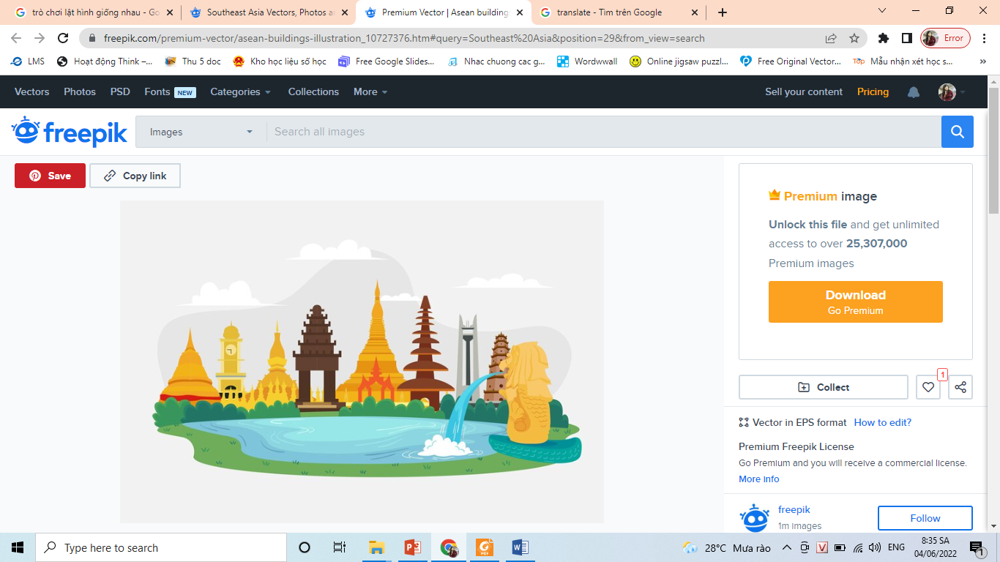 trò chơi lật hình giống nhau - Go
Southeast Asia Vectors, Photos a
Premium Vector | Asean building
translate - Tìm trên Google
freepik.com/premium-vector/asean-buildings-illustration_10727376.htm#query=Southeast%20Asia&position=29&from_view=search
Error
LMS
Hoạt động Think –...
Thu 5 doc
Kho học liệu số học
Free Google Slides...
Nhac chuong cac g...
Wordwwall
Online jigsaw puzzl...
Free Original Vector...
Mẫu nhận xét học s...
Vectors Photos PSD Fonts NEW Categories Collections More
Sell your content Pricing
freepik
Images
Search all images
Save
Copy link
Premium image
Unlock this file and get unlimited
access to over 25,307,000
Premium images
Download
Go Premium
Collect
1
Vector in EPS format How to edit?
Premium Freepik License
Go Premium and you will receive a commercial license.
More info
freepik
1m images
Follow
Type here to search
28°C Mưa rào
ENG
8:35 SA
04/06/2022
1